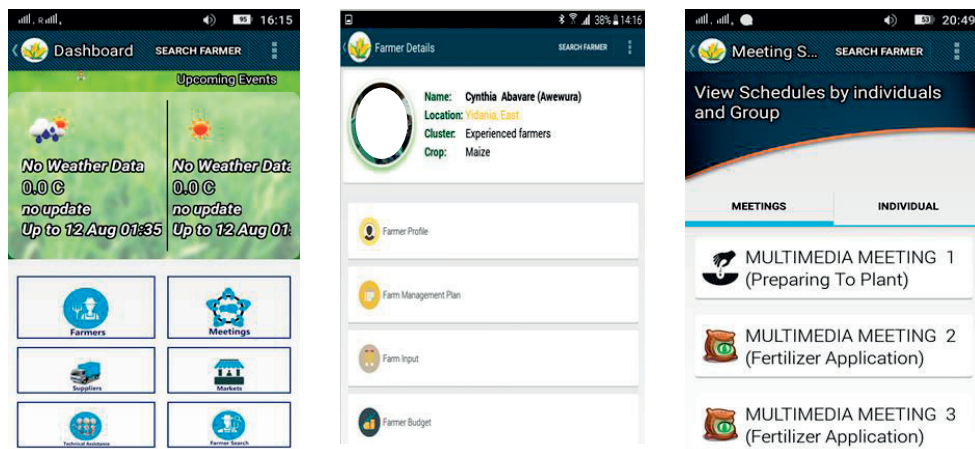 95 16:15
Dashboard SEARCH FARMER
Upcoming Events
No Weather Data
0.0 C
no update
Up to 12 Aug 01:35
No Weather Data
0.0 C
no update
Up to 12 Aug 01:
Farmers
Meetings
Suppliers
Markets
Technical Assistance
Farmer Search
38% 14:16
Farmer Details SEARCH FARMER
Name: Cynthia Abavare (Awewura)
Location: Yidania, East
Cluster: Experienced farmers
Crop: Maize
Farmer Profile
Farm Management Plan
Farm Input
Farmer Budget
53 20:49
Meeting S... SEARCH FARMER
View Schedules by individuals
and Group
MEETINGS INDIVIDUAL
MULTIMEDIA MEETING 1
(Preparing To Plant)
MULTIMEDIA MEETING 2
(Fertilizer Application)
MULTIMEDIA MEETING 3
(Fertilizer Application)